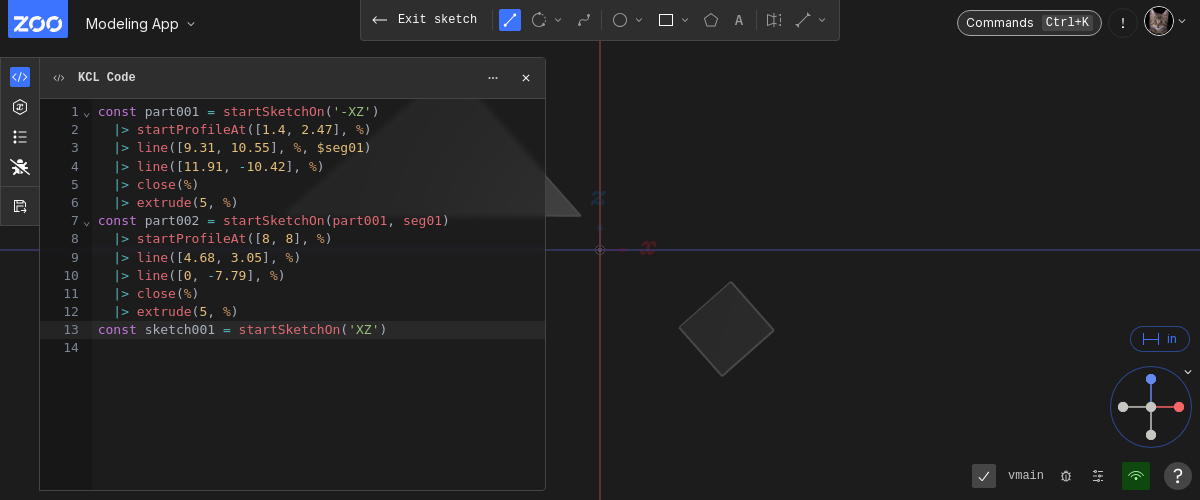 ZOO
Modeling App
Exit sketch
A
Commands Ctrl+K
!
KCL Code
1 const part001 = startSketchOn('-XZ')
2 |> startProfileAt([1.4, 2.47], %)
3 |> line([9.31, 10.55], %, $seg01)
4 |> line([11.91, -10.42], %)
5 |> close(%)
6 |> extrude(5, %)
7 const part002 = startSketchOn(part001, seg01)
8 |> startProfileAt([8, 8], %)
9 |> line([4.68, 3.05], %)
10 |> line([0, -7.79], %)
11 |> close(%)
12 |> extrude(5, %)
13 const sketch001 = startSketchOn('XZ')
14
z
x
in
vmain
?